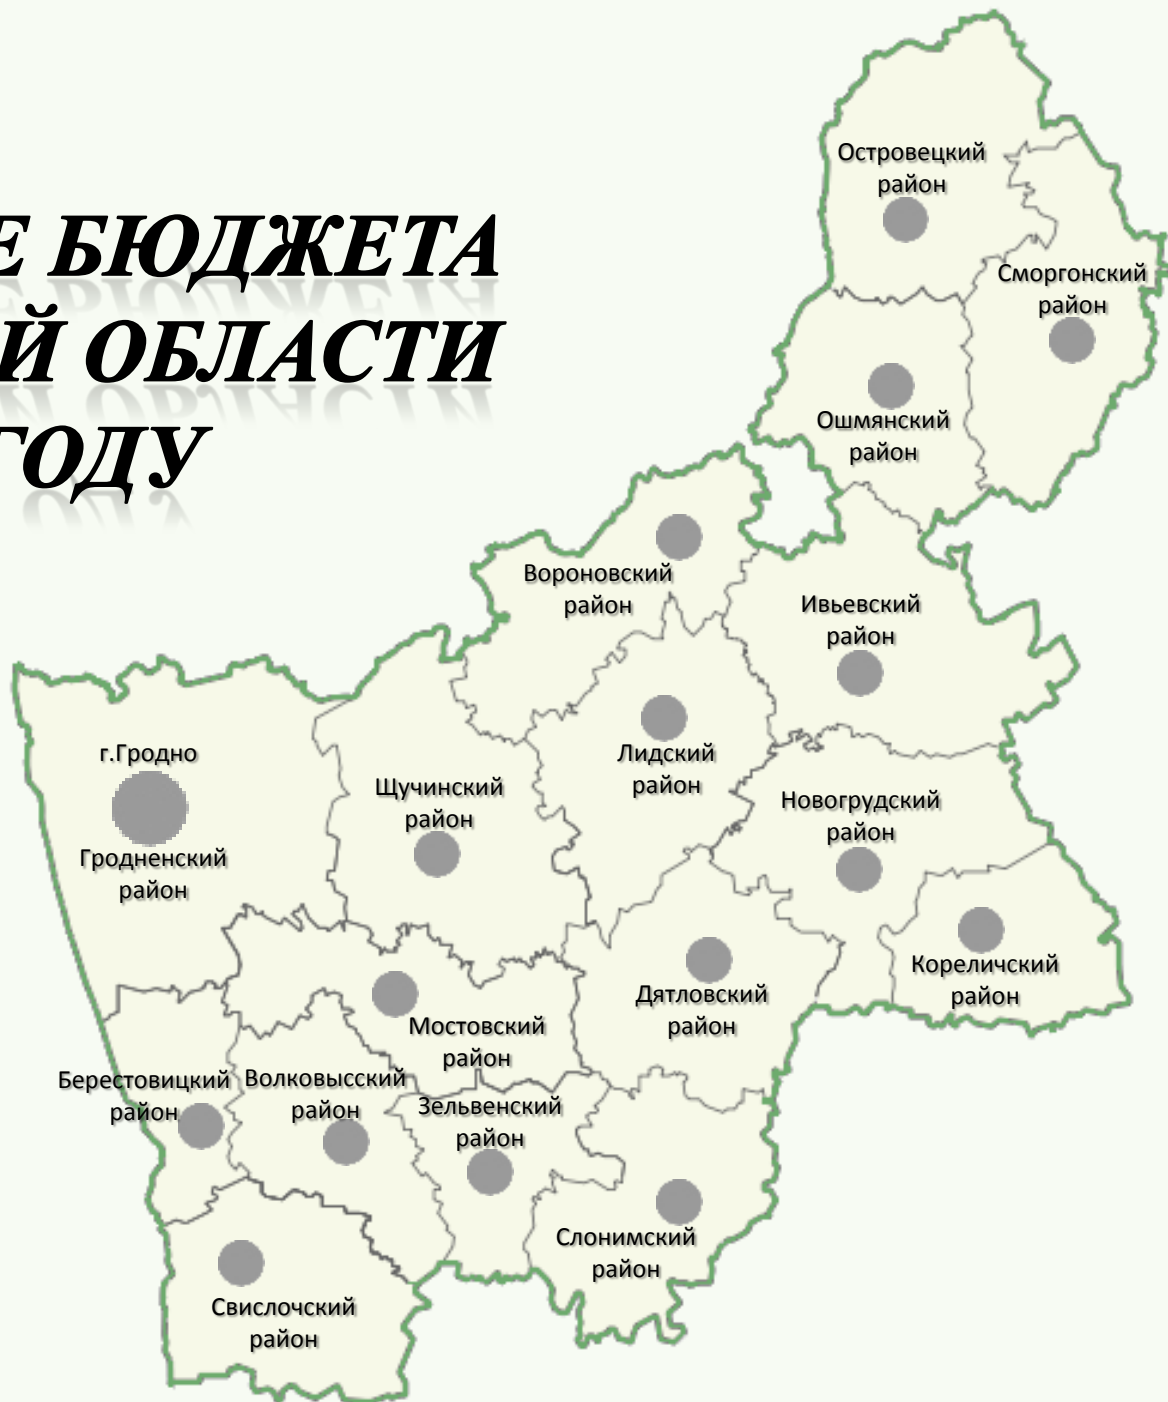 Е БЮДЖЕТА
Й ОБЛАСТИ
ГОДУ
Островецкий
район
Сморгонский
район
Ошмянский
район
Вороновский
район
Ивьевский
район
г.Гродно
Гродненский
район
Щучинский
район
Лидский
район
Новогрудский
район
Кореличский
район
Дятловский
район
Мостовский
район
Берестовицкий
район
Волковысский
район
Зельвенский
район
Слонимский
район
Свислочский
район